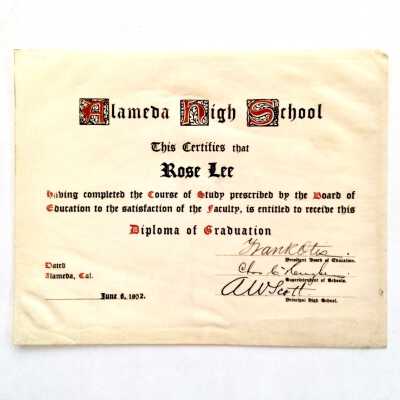 Alameda High School
This Certifies that
Rose Lee
having completed the Course of Study prescribed by the Board of
Education to the satisfaction of the Faculty, is entitled to receive this
Diploma of Graduation
Frank Otis.
President Board of Education.
Dated
Alameda, Cal.
Chas. C.
Superintendent of Schools.
June 6, 1902.
A W Scott
Principal High School.